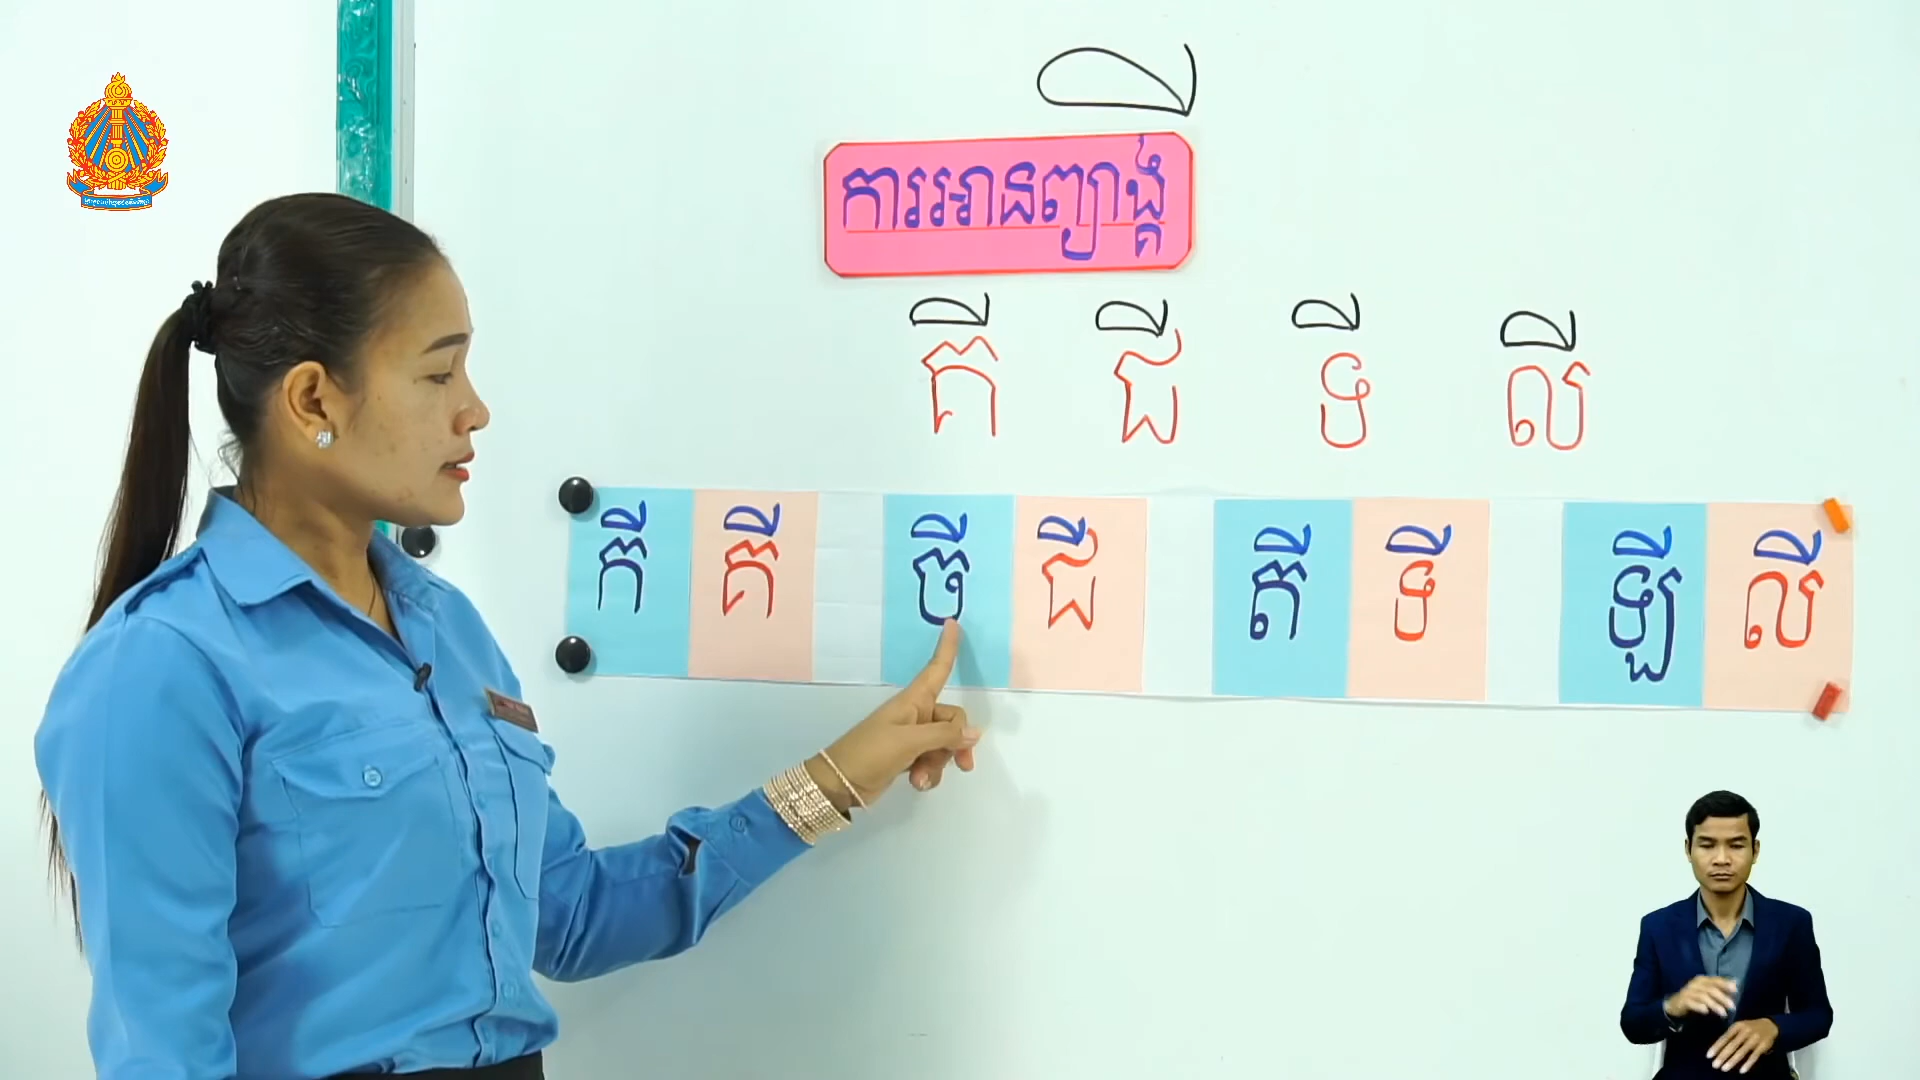 ី
ការអានព្យាង្គ
គី ជី ទី លី
កី គី ចី ជី តី ទី ឡី លី